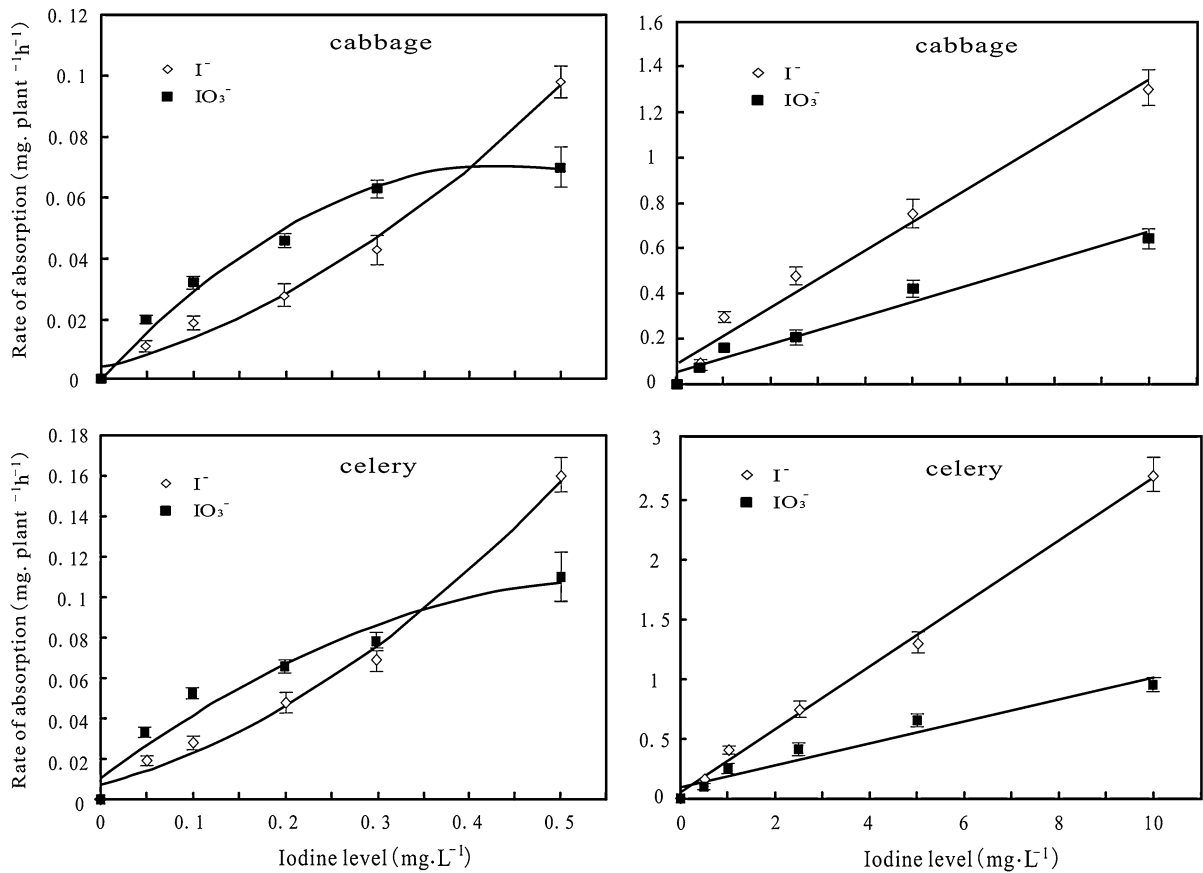 cabbage
I⁻
IO₃⁻
0. 12
0. 1
0. 08
0. 06
0. 04
0. 02
0
Rate of absorption (mg. plant ⁻¹h⁻¹)
cabbage
I⁻
IO₃⁻
1. 6
1. 4
1. 2
1
0. 8
0. 6
0. 4
0. 2
0
celery
I⁻
IO₃⁻
0. 18
0. 16
0. 14
0. 12
0. 1
0. 08
0. 06
0. 04
0. 02
0
Rate of absorption (mg. plant ⁻¹h⁻¹)
0 0. 1 0. 2 0. 3 0. 4 0. 5
Iodine level (mg·L⁻¹)
celery
I⁻
IO₃⁻
3
2. 5
2
1. 5
1
0. 5
0
0 2 4 6 8 10
Iodine level (mg·L⁻¹)